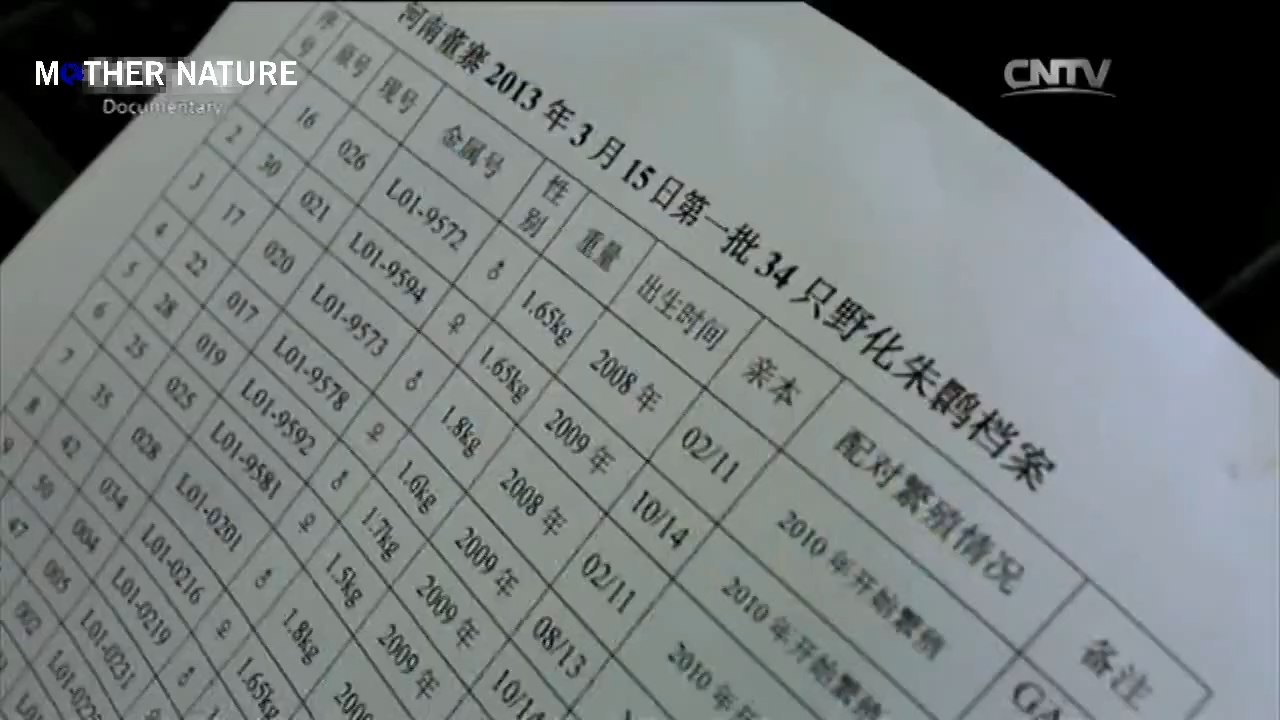 MOTHER NATURE
Documentary
CNTV
河南董寨 2013 年 3 月 15 日第一批 34 只野化朱鹮档案
序号 现号 金属号 性别 重量 出生时间 亲本 配对繁殖情况 备注
16 026 L01-9572 ♂ 1.65kg 2008 年 02/11 2010 年开始繁殖
2 30 021 L01-9594 ♀ 1.65kg 2009 年 10/14 2010 年开始繁殖
3 17 020 L01-9573 ♂ 1.8kg 2008 年 02/11 2010 年
4 22 017 L01-9578 ♀ 1.6kg 2009 年 08/13
5 28 019 L01-9592 ♂ 1.7kg 2009 年 10/14
6 25 025 L01-9581 ♀ 1.5kg 2009 年
7 35 028 L01-0201 ♂ 1.8kg
8 42 034 L01-0216 ♀ 1.65kg
9 50 004 L01-0219 ♂
47 005 L01-0231
002